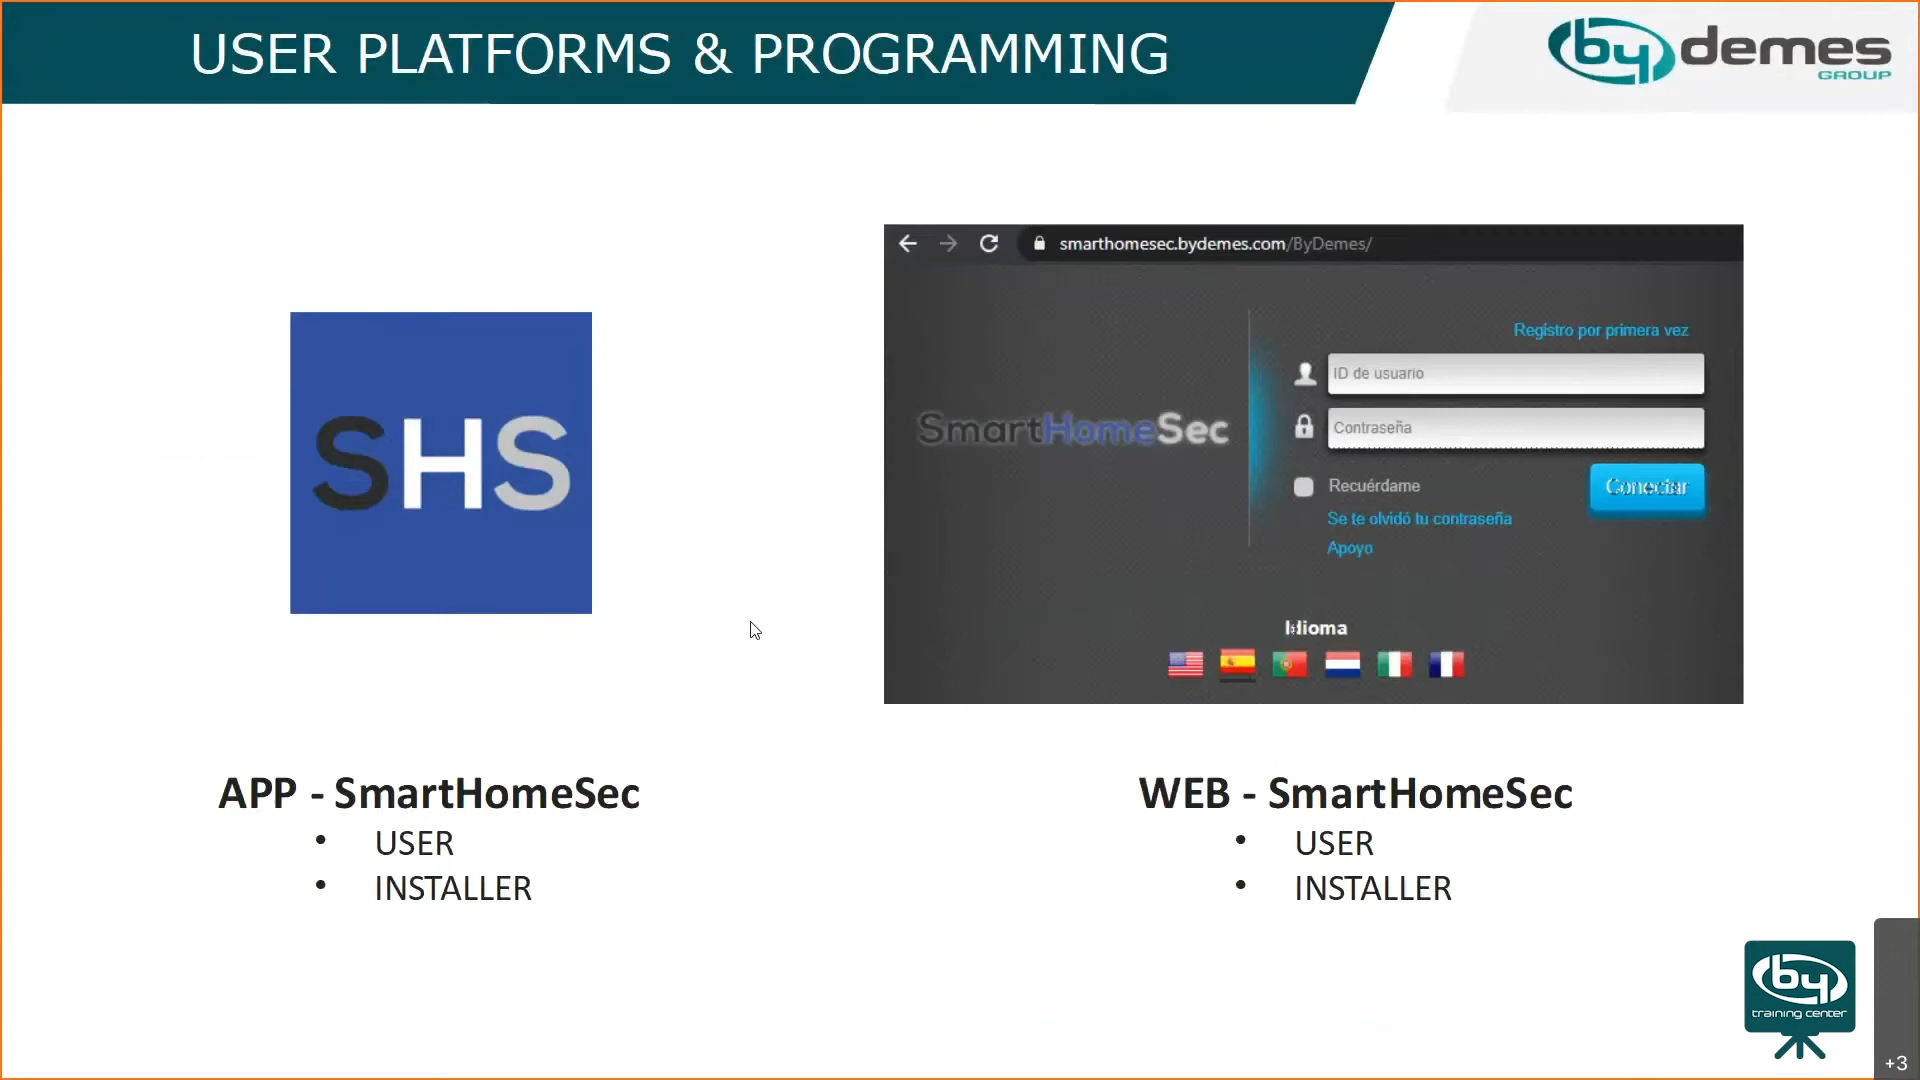 USER PLATFORMS & PROGRAMMING
by demes
GROUP
smarthomesec.bydemes.com/ByDemes/
Registro por primera vez
ID de usuario
SmartHomeSec
Contraseña
Recuérdame
Conectar
Se te olvidó tu contraseña
Apoyo
Idioma
SHS
APP - SmartHomeSec
• USER
• INSTALLER
WEB - SmartHomeSec
• USER
• INSTALLER
by
training center
+3